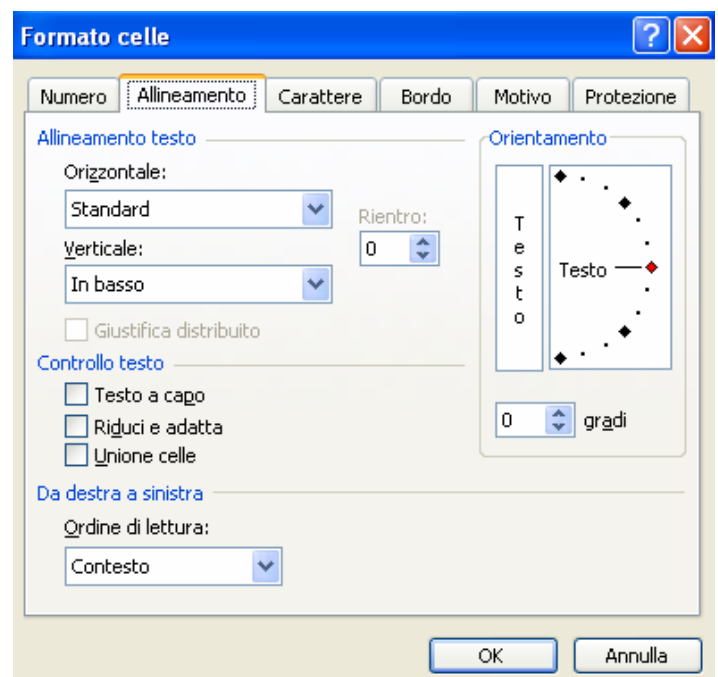 Formato celle
Numero Allineamento Carattere Bordo Motivo Protezione
Allineamento testo
Orizzontale:
Standard
Rientro:
0
Verticale:
In basso
Giustifica distribuito
Controllo testo
Testo a capo
Riduci e adatta
Unione celle
Da destra a sinistra
Ordine di lettura:
Contesto
Orientamento
T
e
s
t
o
Testo
0 gradi
OK Annulla